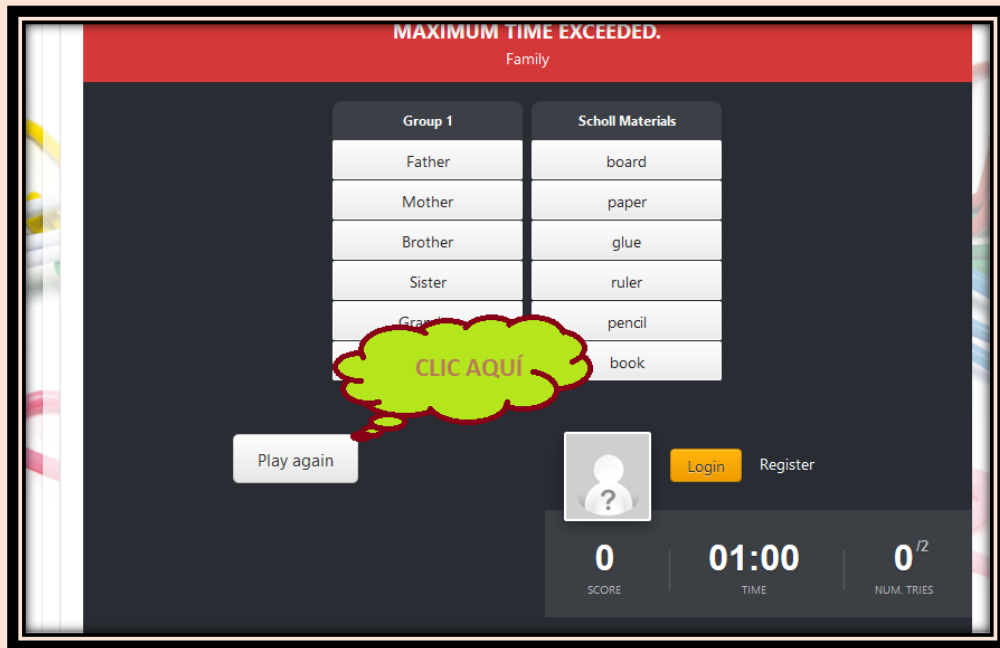 MAXIMUM TIME EXCEEDED.
Family
Group 1 Scholl Materials
Father board
Mother paper
Brother glue
Sister ruler
pencil
book
CLIC AQUÍ
Play again
Login Register
?
0 01:00 0/2
SCORE TIME NUM. TRIES